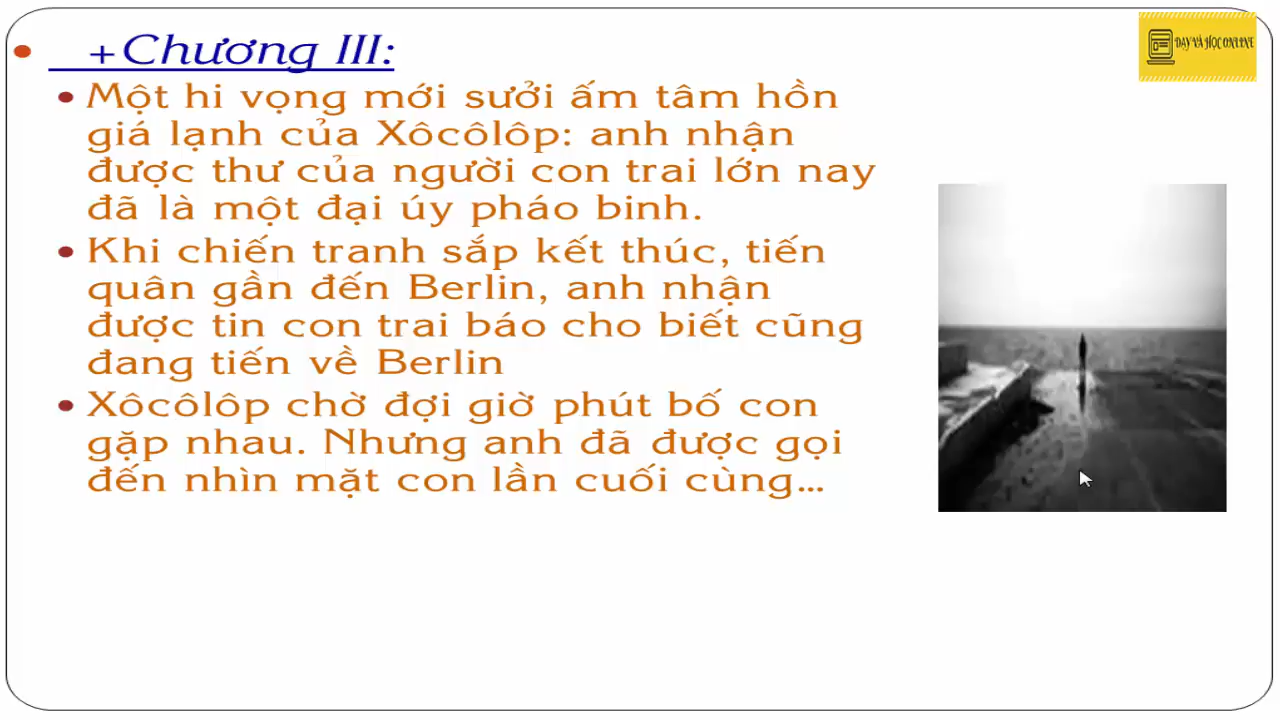 +Chương III:
DẠY VÀ HỌC ONLINE
Một hi vọng mới sưởi ấm tâm hồn
giá lạnh của Xôcôlôp: anh nhận
được thư của người con trai lớn nay
đã là một đại úy pháo binh.
Khi chiến tranh sắp kết thúc, tiến
quân gần đến Berlin, anh nhận
được tin con trai báo cho biết cũng
đang tiến về Berlin
Xôcôlôp chờ đợi giờ phút bố con
gặp nhau. Nhưng anh đã được gọi
đến nhìn mặt con lần cuối cùng...